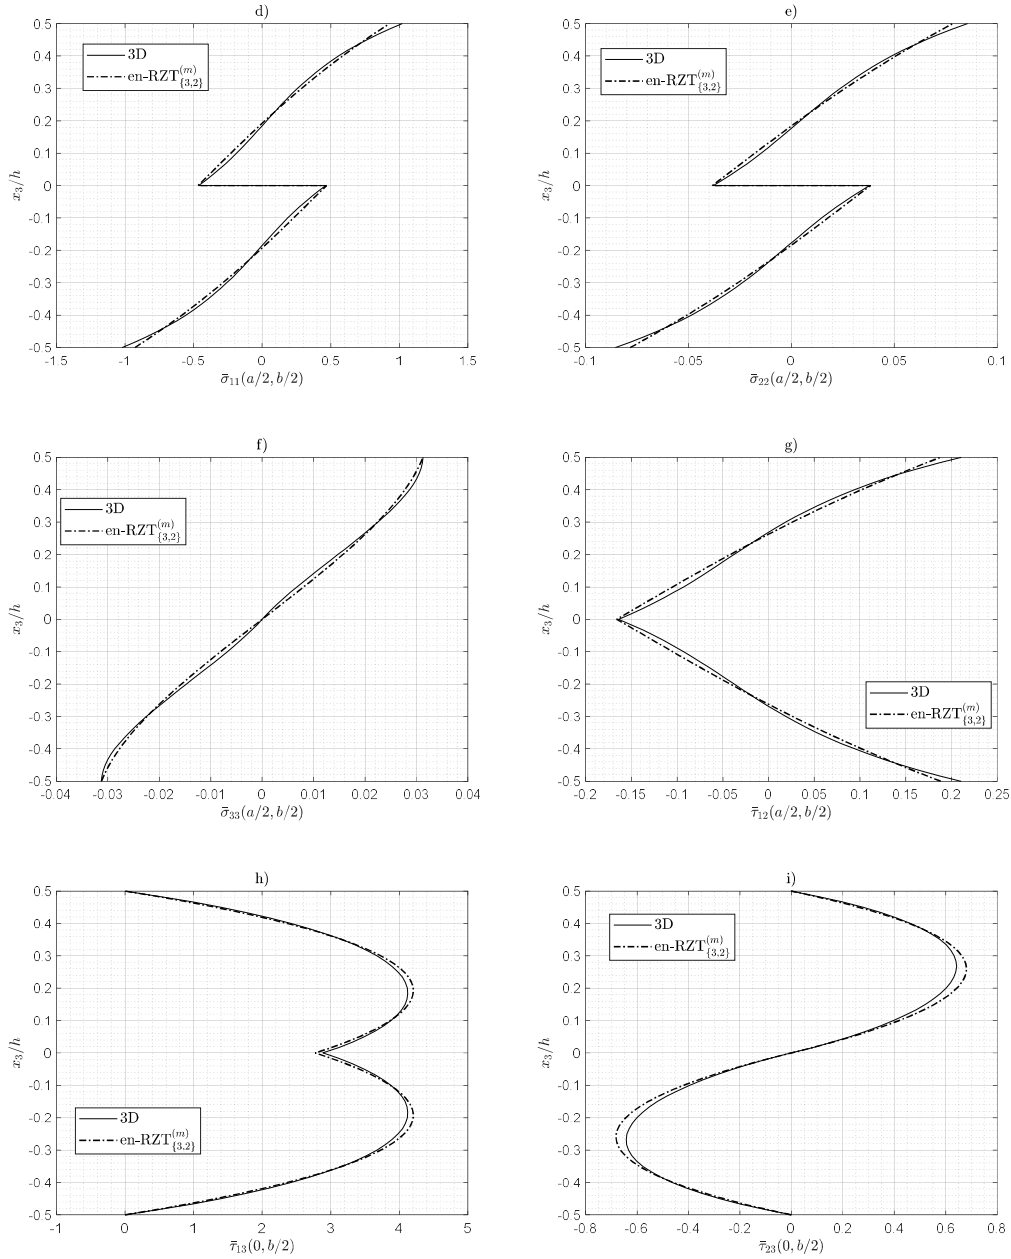 d)
0.5
0.4
0.3
0.2
0.1
0
-0.1
-0.2
-0.3
-0.4
-0.5
x₃/h
3D
en-RZT{3,2}(m)
-1.5 -1 -0.5 0 0.5 1 1.5
σ̄₁₁(a/2, b/2)
e)
0.5
0.4
0.3
0.2
0.1
0
-0.1
-0.2
-0.3
-0.4
-0.5
x₃/h
3D
en-RZT{3,2}(m)
-0.1 -0.05 0 0.05 0.1
σ̄₂₂(a/2, b/2)
f)
0.5
0.4
0.3
0.2
0.1
0
-0.1
-0.2
-0.3
-0.4
-0.5
x₃/h
3D
en-RZT{3,2}(m)
-0.04 -0.03 -0.02 -0.01 0 0.01 0.02 0.03 0.04
σ̄₃₃(a/2, b/2)
g)
0.5
0.4
0.3
0.2
0.1
0
-0.1
-0.2
-0.3
-0.4
-0.5
x₃/h
3D
en-RZT{3,2}(m)
-0.2 -0.15 -0.1 -0.05 0 0.05 0.1 0.15 0.2 0.25
τ̄₁₂(a/2, b/2)
h)
0.5
0.4
0.3
0.2
0.1
0
-0.1
-0.2
-0.3
-0.4
-0.5
x₃/h
3D
en-RZT{3,2}(m)
-1 0 1 2 3 4 5
τ̄₁₃(0, b/2)
i)
0.5
0.4
0.3
0.2
0.1
0
-0.1
-0.2
-0.3
-0.4
-0.5
x₃/h
3D
en-RZT{3,2}(m)
-0.8 -0.6 -0.4 -0.2 0 0.2 0.4 0.6 0.8
τ̄₂₃(0, b/2)